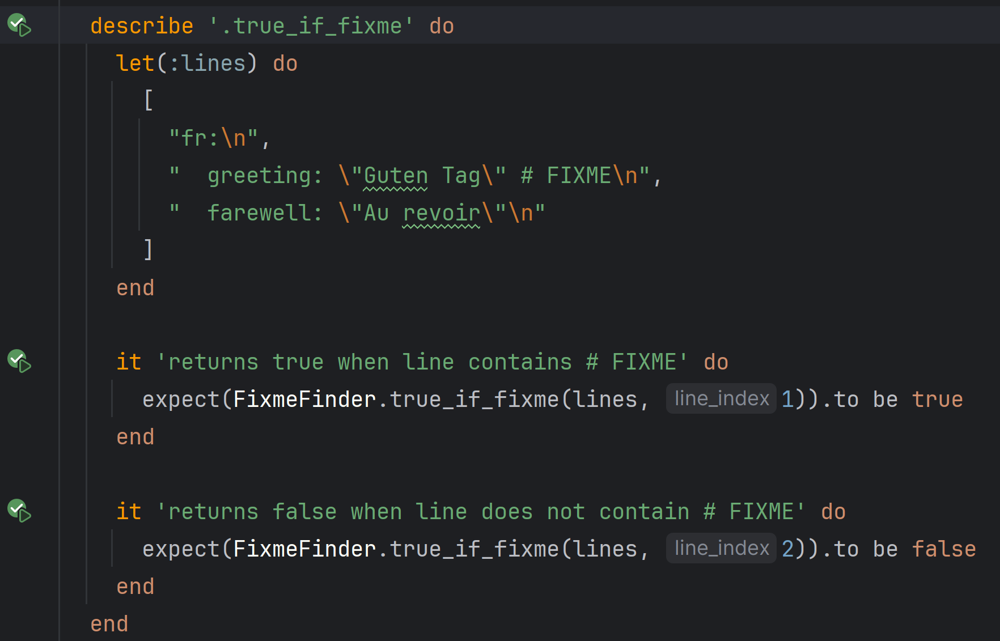 describe '.true_if_fixme' do
  let(:lines) do
    [
      "fr:\n",
      "  greeting: \"Guten Tag\" # FIXME\n",
      "  farewell: \"Au revoir\"\n"
    ]
  end

  it 'returns true when line contains # FIXME' do
    expect(FixmeFinder.true_if_fixme(lines, line_index 1)).to be true
  end

  it 'returns false when line does not contain # FIXME' do
    expect(FixmeFinder.true_if_fixme(lines, line_index 2)).to be false
  end
end